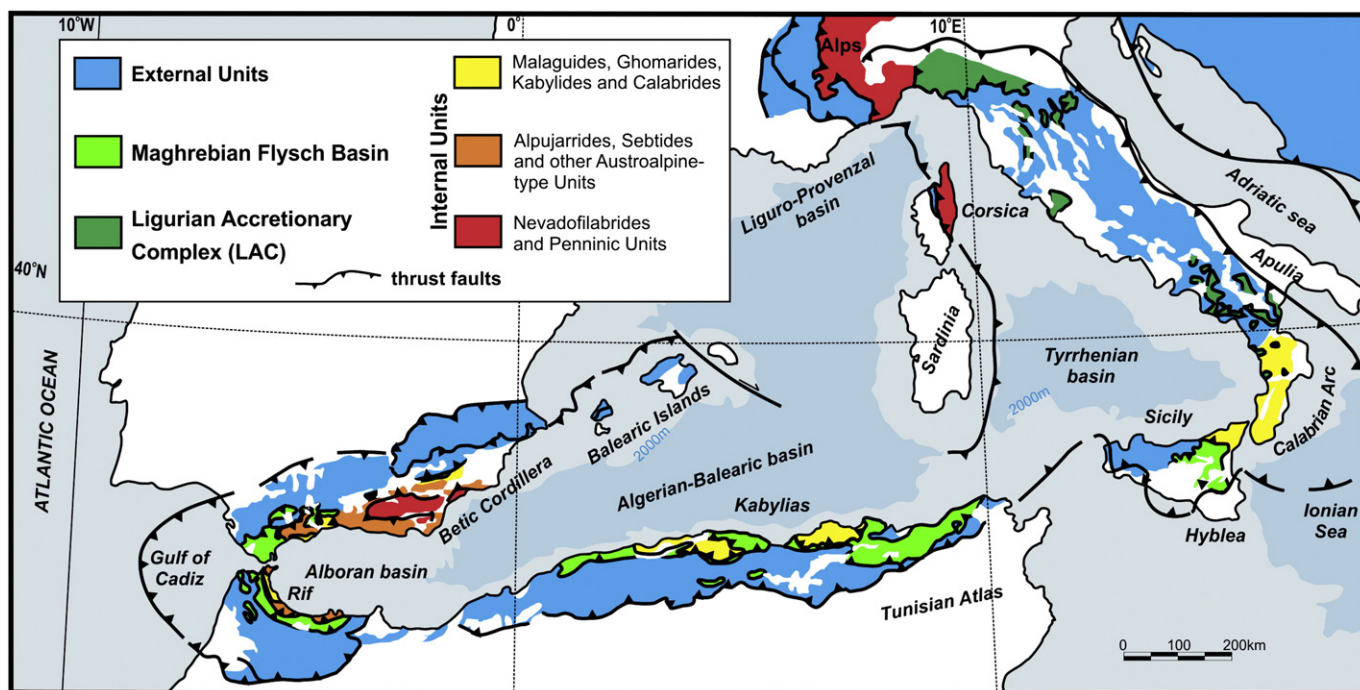 10°W
0°
10°E
40°N
External Units
Maghrebian Flysch Basin
Ligurian Accretionary
Complex (LAC)
Internal Units
Malaguides, Ghomarides,
Kabylides and Calabrides
Alpujarrides, Sebtides
and other Austroalpine-
type Units
Nevadofilabrides
and Penninic Units
thrust faults
Alps
Liguro-Provenzal
basin
Corsica
Adriatic sea
Apulia
Sardinia
Tyrrhenian
basin
2000m
ATLANTIC OCEAN
Balearic Islands
2000m
Sicily
Calabrian Arc
Betic Cordillera
Algerian-Balearic basin
Kabylias
Ionian
Sea
Hyblea
Gulf of
Cadiz
Alboran basin
Rif
Tunisian Atlas
0 100 200km